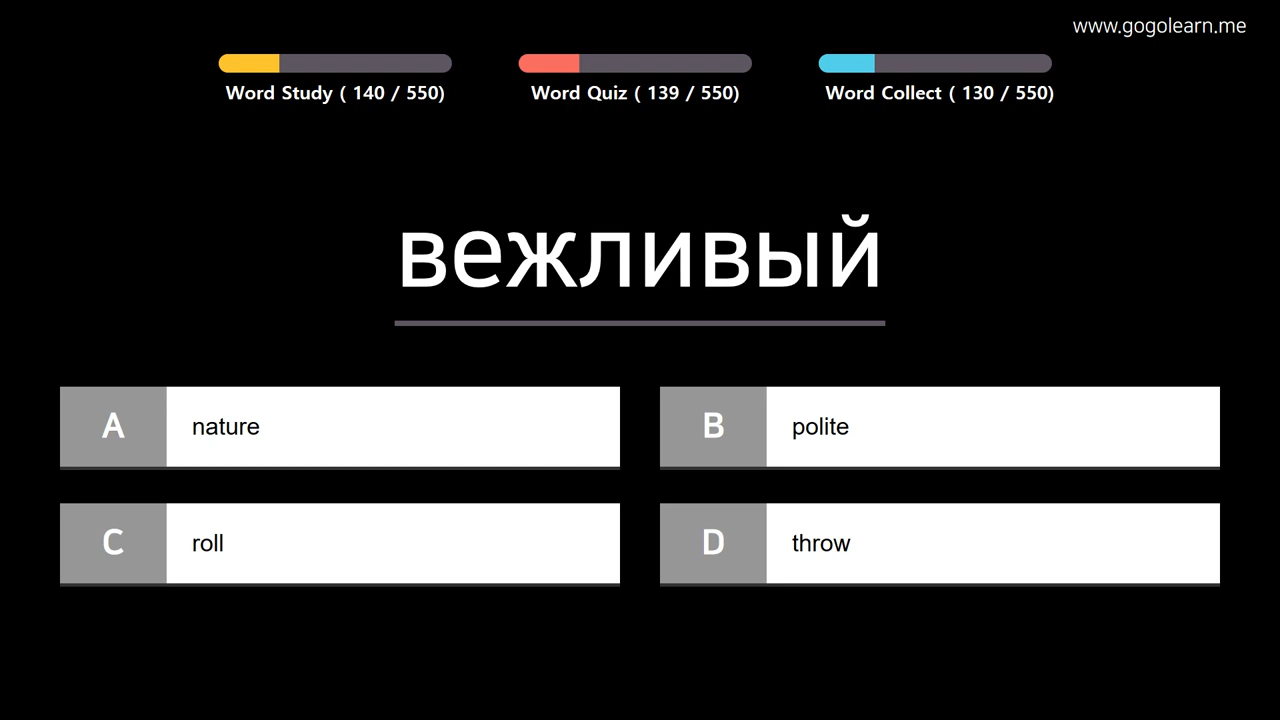 www.gogolearn.me
Word Study ( 140 / 550)
Word Quiz ( 139 / 550)
Word Collect ( 130 / 550)
вежливый
A nature
B polite
C roll
D throw